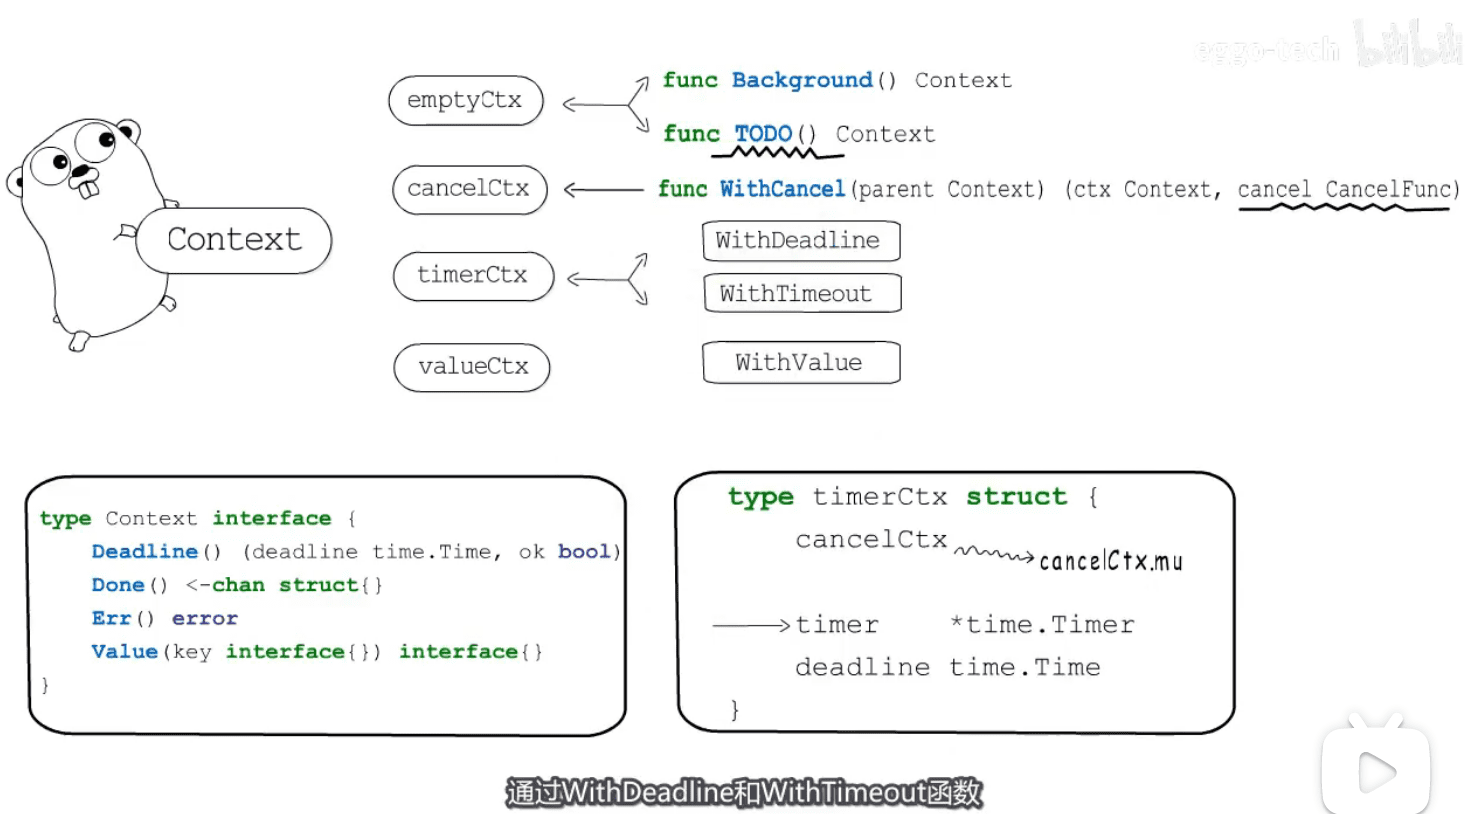 eggo-tech bilibili
emptyCtx
func Background() Context
func TODO() Context
cancelCtx
func WithCancel(parent Context) (ctx Context, cancel CancelFunc)
Context
WithDeadline
timerCtx
WithTimeout
valueCtx
WithValue
type Context interface {
Deadline() (deadline time.Time, ok bool)
Done() <-chan struct{}
Err() error
Value(key interface{}) interface{}
}
type timerCtx struct {
cancelCtx
cancelCtx.mu
timer *time.Timer
deadline time.Time
}
通过WithDeadline和WithTimeout函数